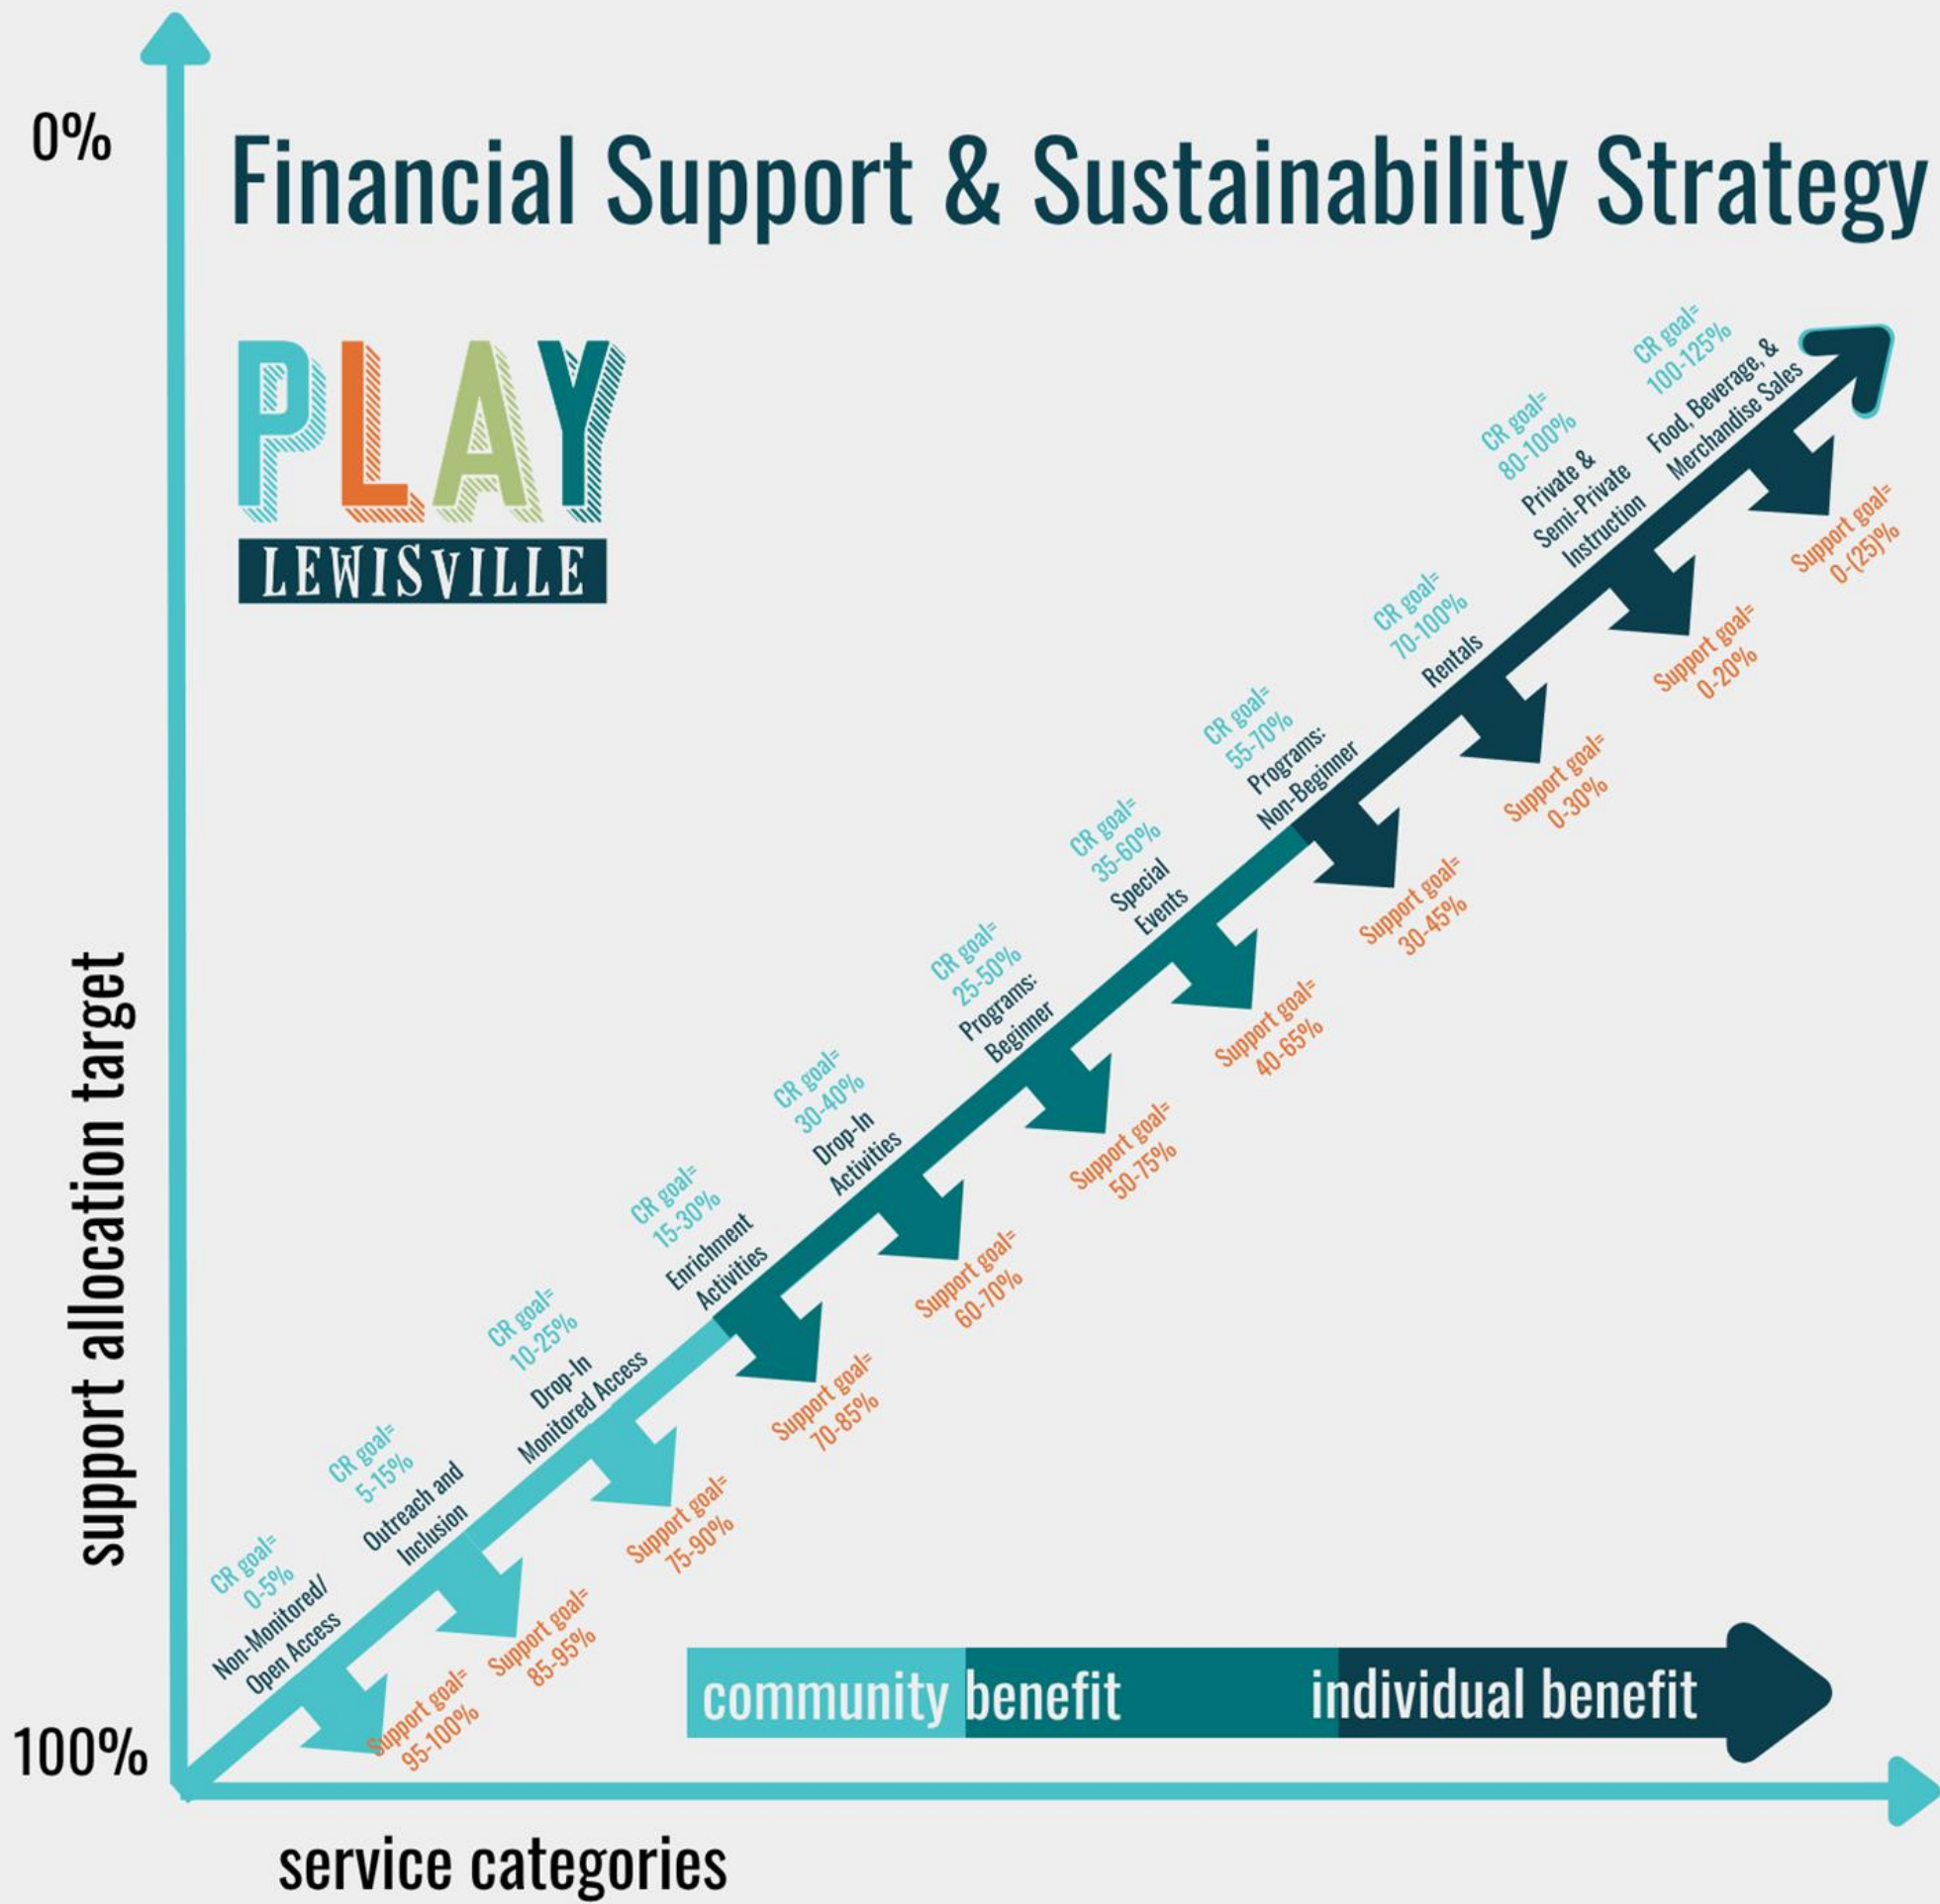 0%
Financial Support & Sustainability Strategy
PLAY
LEWISVILLE
support allocation target
100%
service categories
CR goal=
0-5%
Non-Monitored/
Open Access
Support goal=
95-100%
CR goal=
5-15%
Outreach and
Inclusion
Support goal=
85-95%
CR goal=
10-25%
Drop-In
Monitored Access
Support goal=
75-90%
CR goal=
15-30%
Enrichment
Activities
Support goal=
70-85%
CR goal=
30-40%
Drop-In
Activities
Support goal=
60-70%
CR goal=
25-50%
Programs:
Beginner
Support goal=
50-75%
CR goal=
35-60%
Special
Events
Support goal=
40-65%
CR goal=
55-70%
Programs:
Non-Beginner
Support goal=
30-45%
CR goal=
70-100%
Rentals
Support goal=
0-30%
CR goal=
80-100%
Private &
Semi-Private
Instruction
Support goal=
0-20%
CR goal=
100-125%
Food, Beverage, &
Merchandise Sales
Support goal=
0-(25)%
community benefit individual benefit